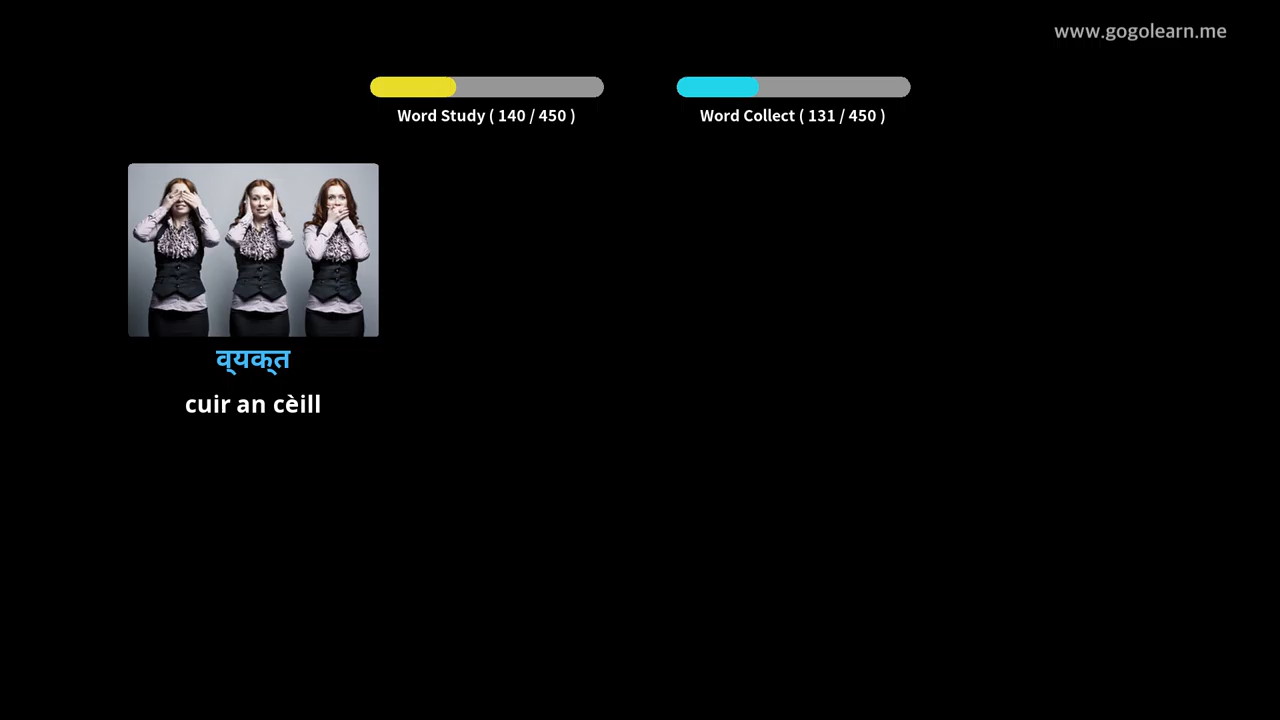 www.gogolearn.me
Word Study ( 140 / 450 )
Word Collect ( 131 / 450 )
व्यक्त
cuir an cèill